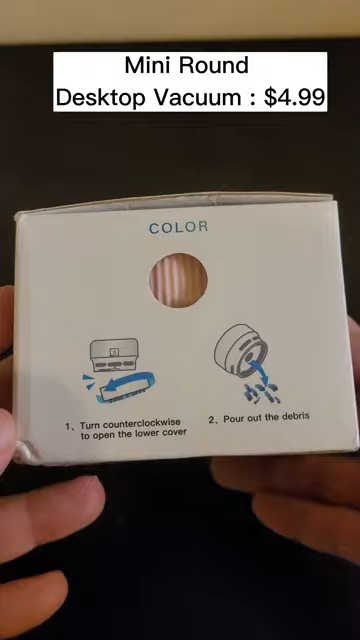 Mini Round
Desktop Vacuum : $4.99
COLOR
1、Turn counterclockwise
to open the lower cover
2、Pour out the debris